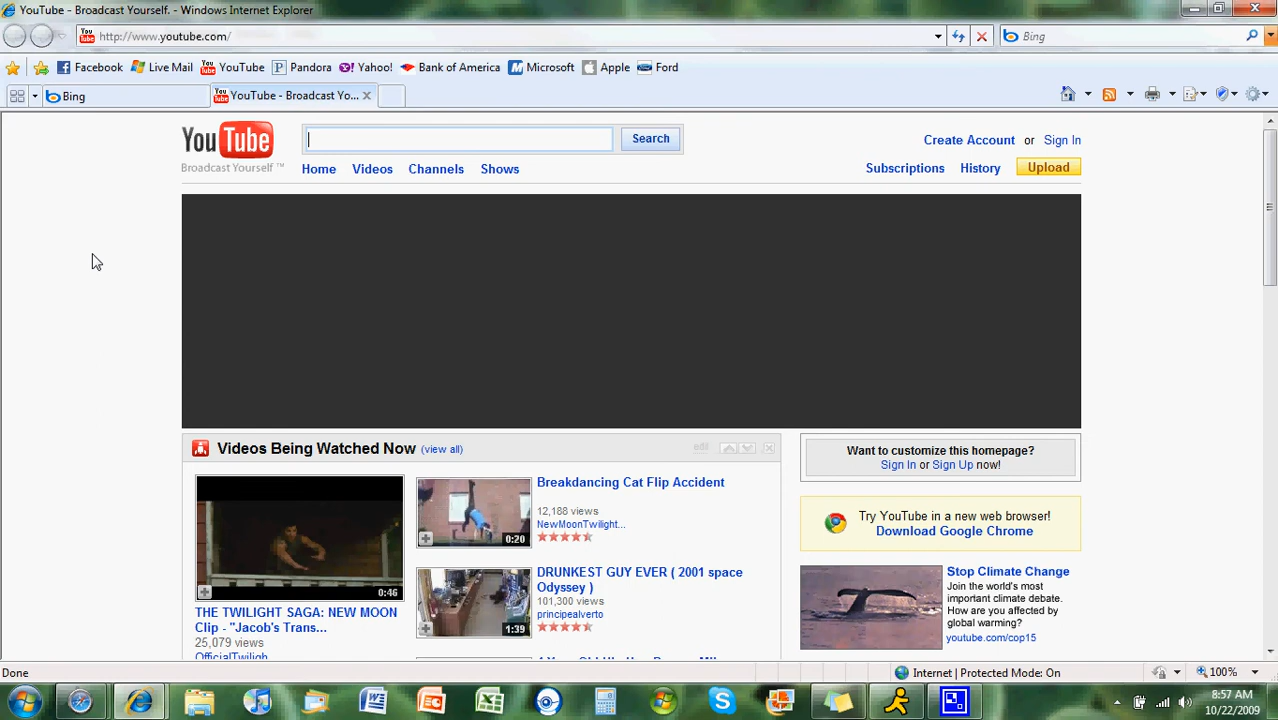 YouTube - Broadcast Yourself. - Windows Internet Explorer
http://www.youtube.com/
Bing
Facebook Live Mail YouTube Pandora Yahoo! Bank of America Microsoft Apple Ford
Bing YouTube - Broadcast Yo...
YouTube
Broadcast Yourself ™
Search
Create Account or Sign In
Home Videos Channels Shows
Subscriptions History Upload
Videos Being Watched Now (view all)
edit
0:46
THE TWILIGHT SAGA: NEW MOON
Clip - "Jacob's Trans...
25,079 views
OfficialTwiligh
0:20
Breakdancing Cat Flip Accident
12,188 views
NewMoonTwilight...
1:39
DRUNKEST GUY EVER ( 2001 space
Odyssey )
101,300 views
principealverto
Want to customize this homepage?
Sign In or Sign Up now!
Try YouTube in a new web browser!
Download Google Chrome
Stop Climate Change
Join the world's most
important climate debate.
How are you affected by
global warming?
youtube.com/cop15
Done
Internet | Protected Mode: On
100%
8:57 AM
10/22/2009